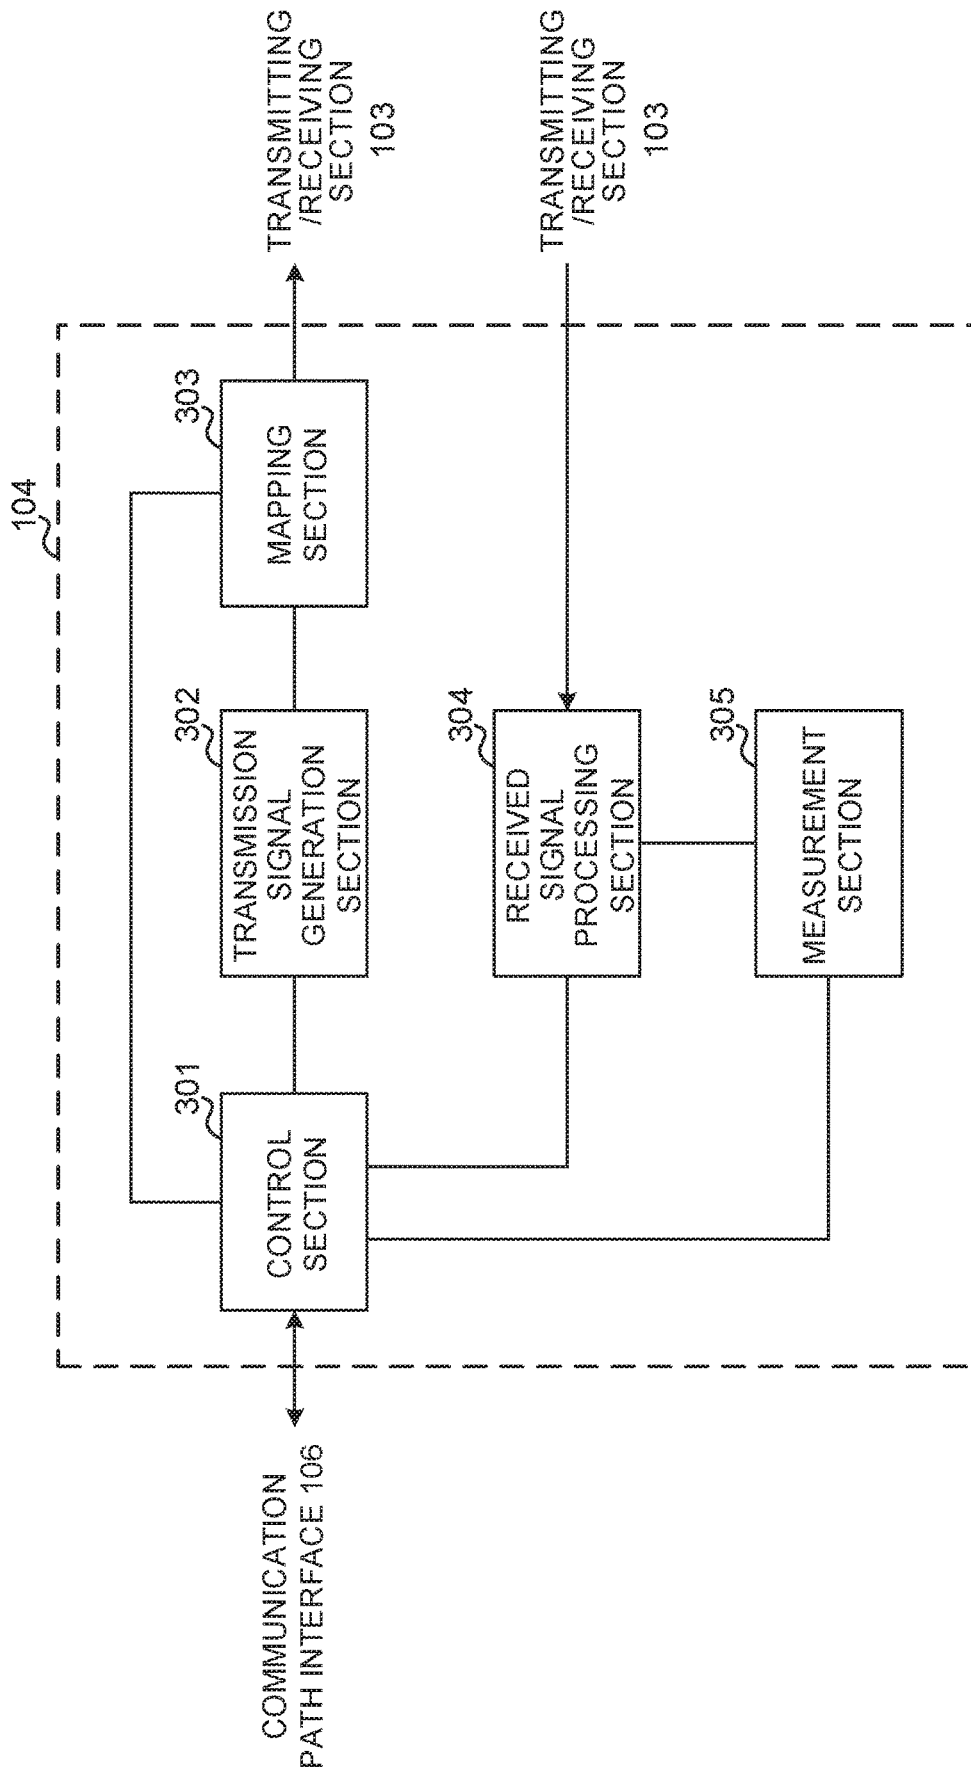 104
COMMUNICATION
PATH INTERFACE 106
301
CONTROL
SECTION
302
TRANSMISSION
SIGNAL
GENERATION
SECTION
303
MAPPING
SECTION
TRANSMITTING
/RECEIVING
SECTION
103
304
RECEIVED
SIGNAL
PROCESSING
SECTION
TRANSMITTING
/RECEIVING
SECTION
103
305
MEASUREMENT
SECTION